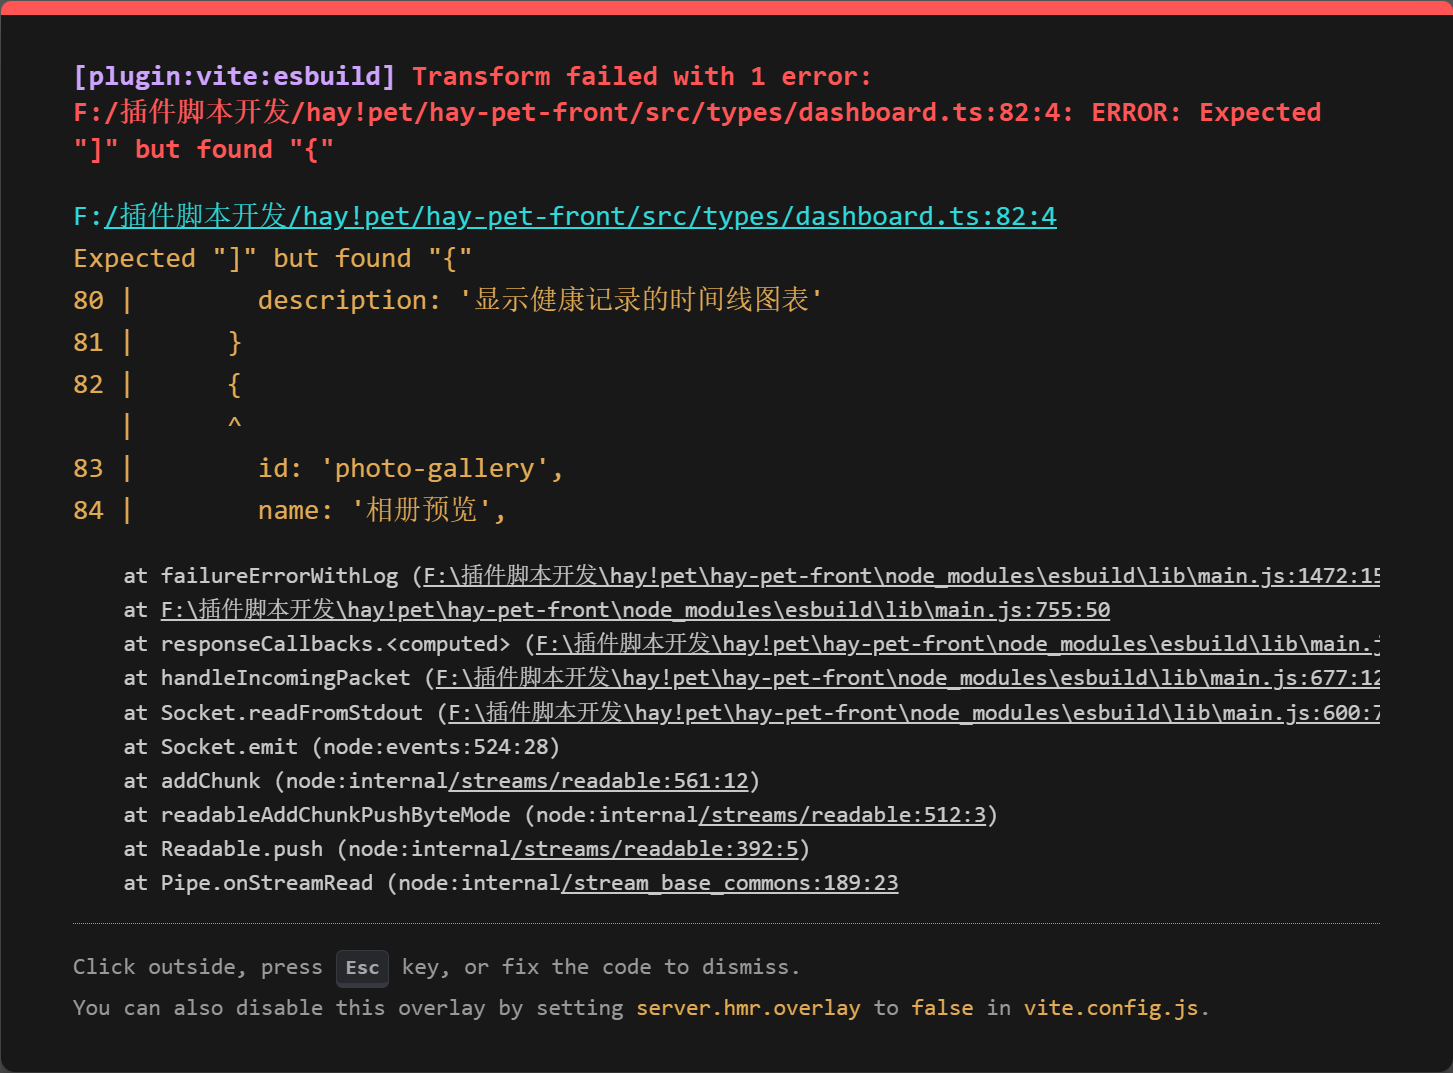 [plugin:vite:esbuild] Transform failed with 1 error:
F:/插件脚本开发/hay!pet/hay-pet-front/src/types/dashboard.ts:82:4: ERROR: Expected
"]" but found "{"
F:/插件脚本开发/hay!pet/hay-pet-front/src/types/dashboard.ts:82:4
Expected "]" but found "{"
80 |        description: '显示健康记录的时间线图表'
81 |      }
82 |      {
   |      ^
83 |        id: 'photo-gallery',
84 |        name: '相册预览',
at failureErrorWithLog (F:\插件脚本开发\hay!pet\hay-pet-front\node_modules\esbuild\lib\main.js:1472:15
at F:\插件脚本开发\hay!pet\hay-pet-front\node_modules\esbuild\lib\main.js:755:50
at responseCallbacks.<computed> (F:\插件脚本开发\hay!pet\hay-pet-front\node_modules\esbuild\lib\main.j
at handleIncomingPacket (F:\插件脚本开发\hay!pet\hay-pet-front\node_modules\esbuild\lib\main.js:677:12
at Socket.readFromStdout (F:\插件脚本开发\hay!pet\hay-pet-front\node_modules\esbuild\lib\main.js:600:7
at Socket.emit (node:events:524:28)
at addChunk (node:internal/streams/readable:561:12)
at readableAddChunkPushByteMode (node:internal/streams/readable:512:3)
at Readable.push (node:internal/streams/readable:392:5)
at Pipe.onStreamRead (node:internal/stream_base_commons:189:23
Click outside, press Esc key, or fix the code to dismiss.
You can also disable this overlay by setting server.hmr.overlay to false in vite.config.js.